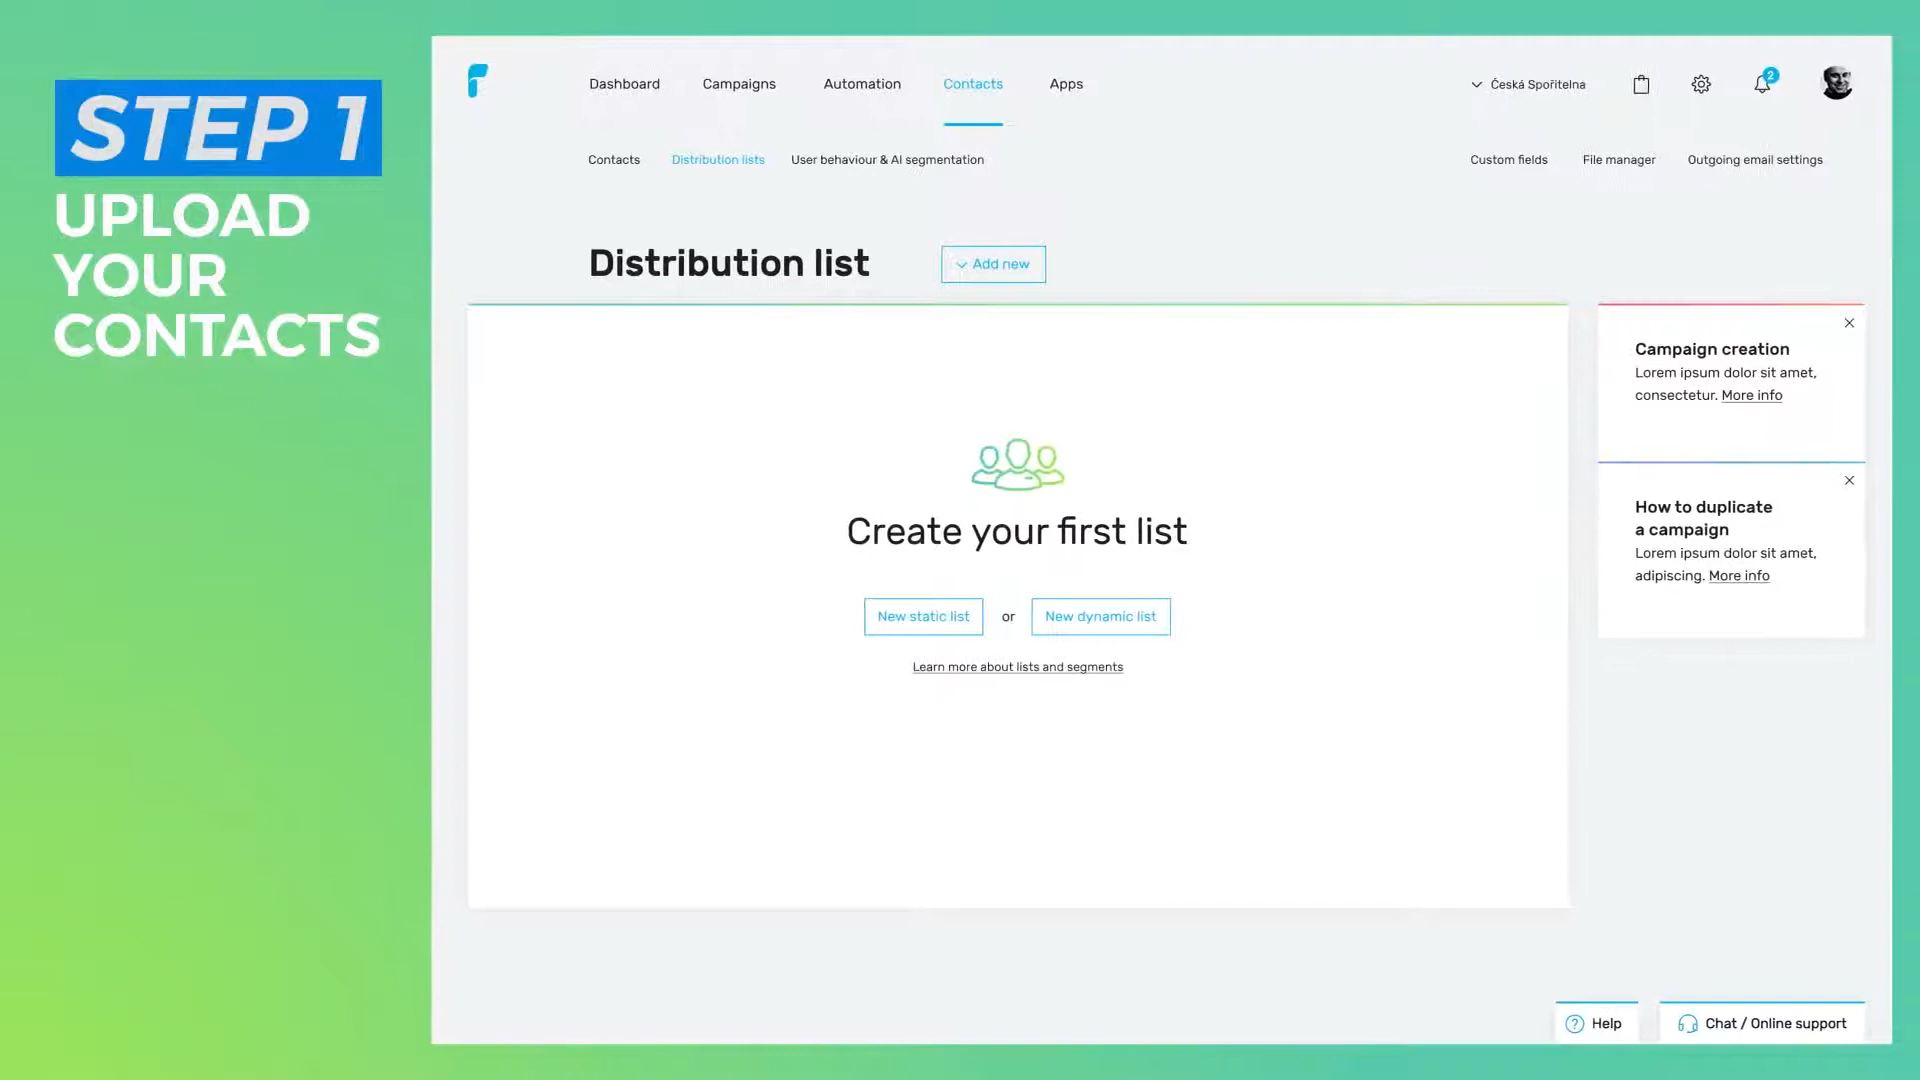 STEP 1
UPLOAD
YOUR
CONTACTS
Dashboard Campaigns Automation Contacts Apps Česká Spořitelna 2
Contacts Distribution lists User behaviour & AI segmentation Custom fields File manager Outgoing email settings
Distribution list Add new
Create your first list
New static list or New dynamic list
Learn more about lists and segments
Campaign creation
Lorem ipsum dolor sit amet,
consectetur. More info
How to duplicate
a campaign
Lorem ipsum dolor sit amet,
adipiscing. More info
? Help Chat / Online support